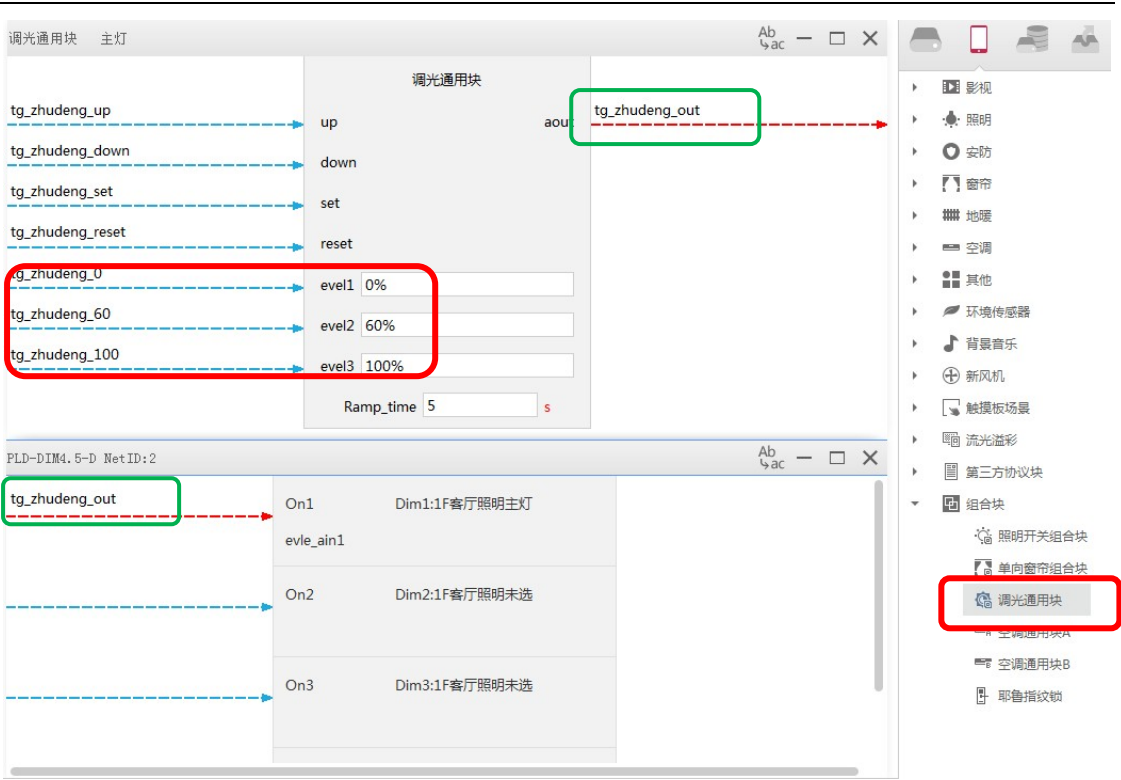 调光通用块 主灯
Ab
ac
调光通用块
tg_zhudeng_up
up
aout
tg_zhudeng_out
tg_zhudeng_down
down
tg_zhudeng_set
set
tg_zhudeng_reset
reset
tg_zhudeng_0
evel1 0%
tg_zhudeng_60
evel2 60%
tg_zhudeng_100
evel3 100%
Ramp_time 5 s
PLD-DIM4.5-D NetID:2
Ab
ac
tg_zhudeng_out
On1 Dim1:1F客厅照明主灯
evle_ain1
On2 Dim2:1F客厅照明未选
On3 Dim3:1F客厅照明未选
影视
照明
安防
窗帘
地暖
空调
其他
环境传感器
背景音乐
新风机
触摸板场景
流光溢彩
第三方协议块
组合块
照明开关组合块
单向窗帘组合块
调光通用块
空调通用块A
空调通用块B
耶鲁指纹锁